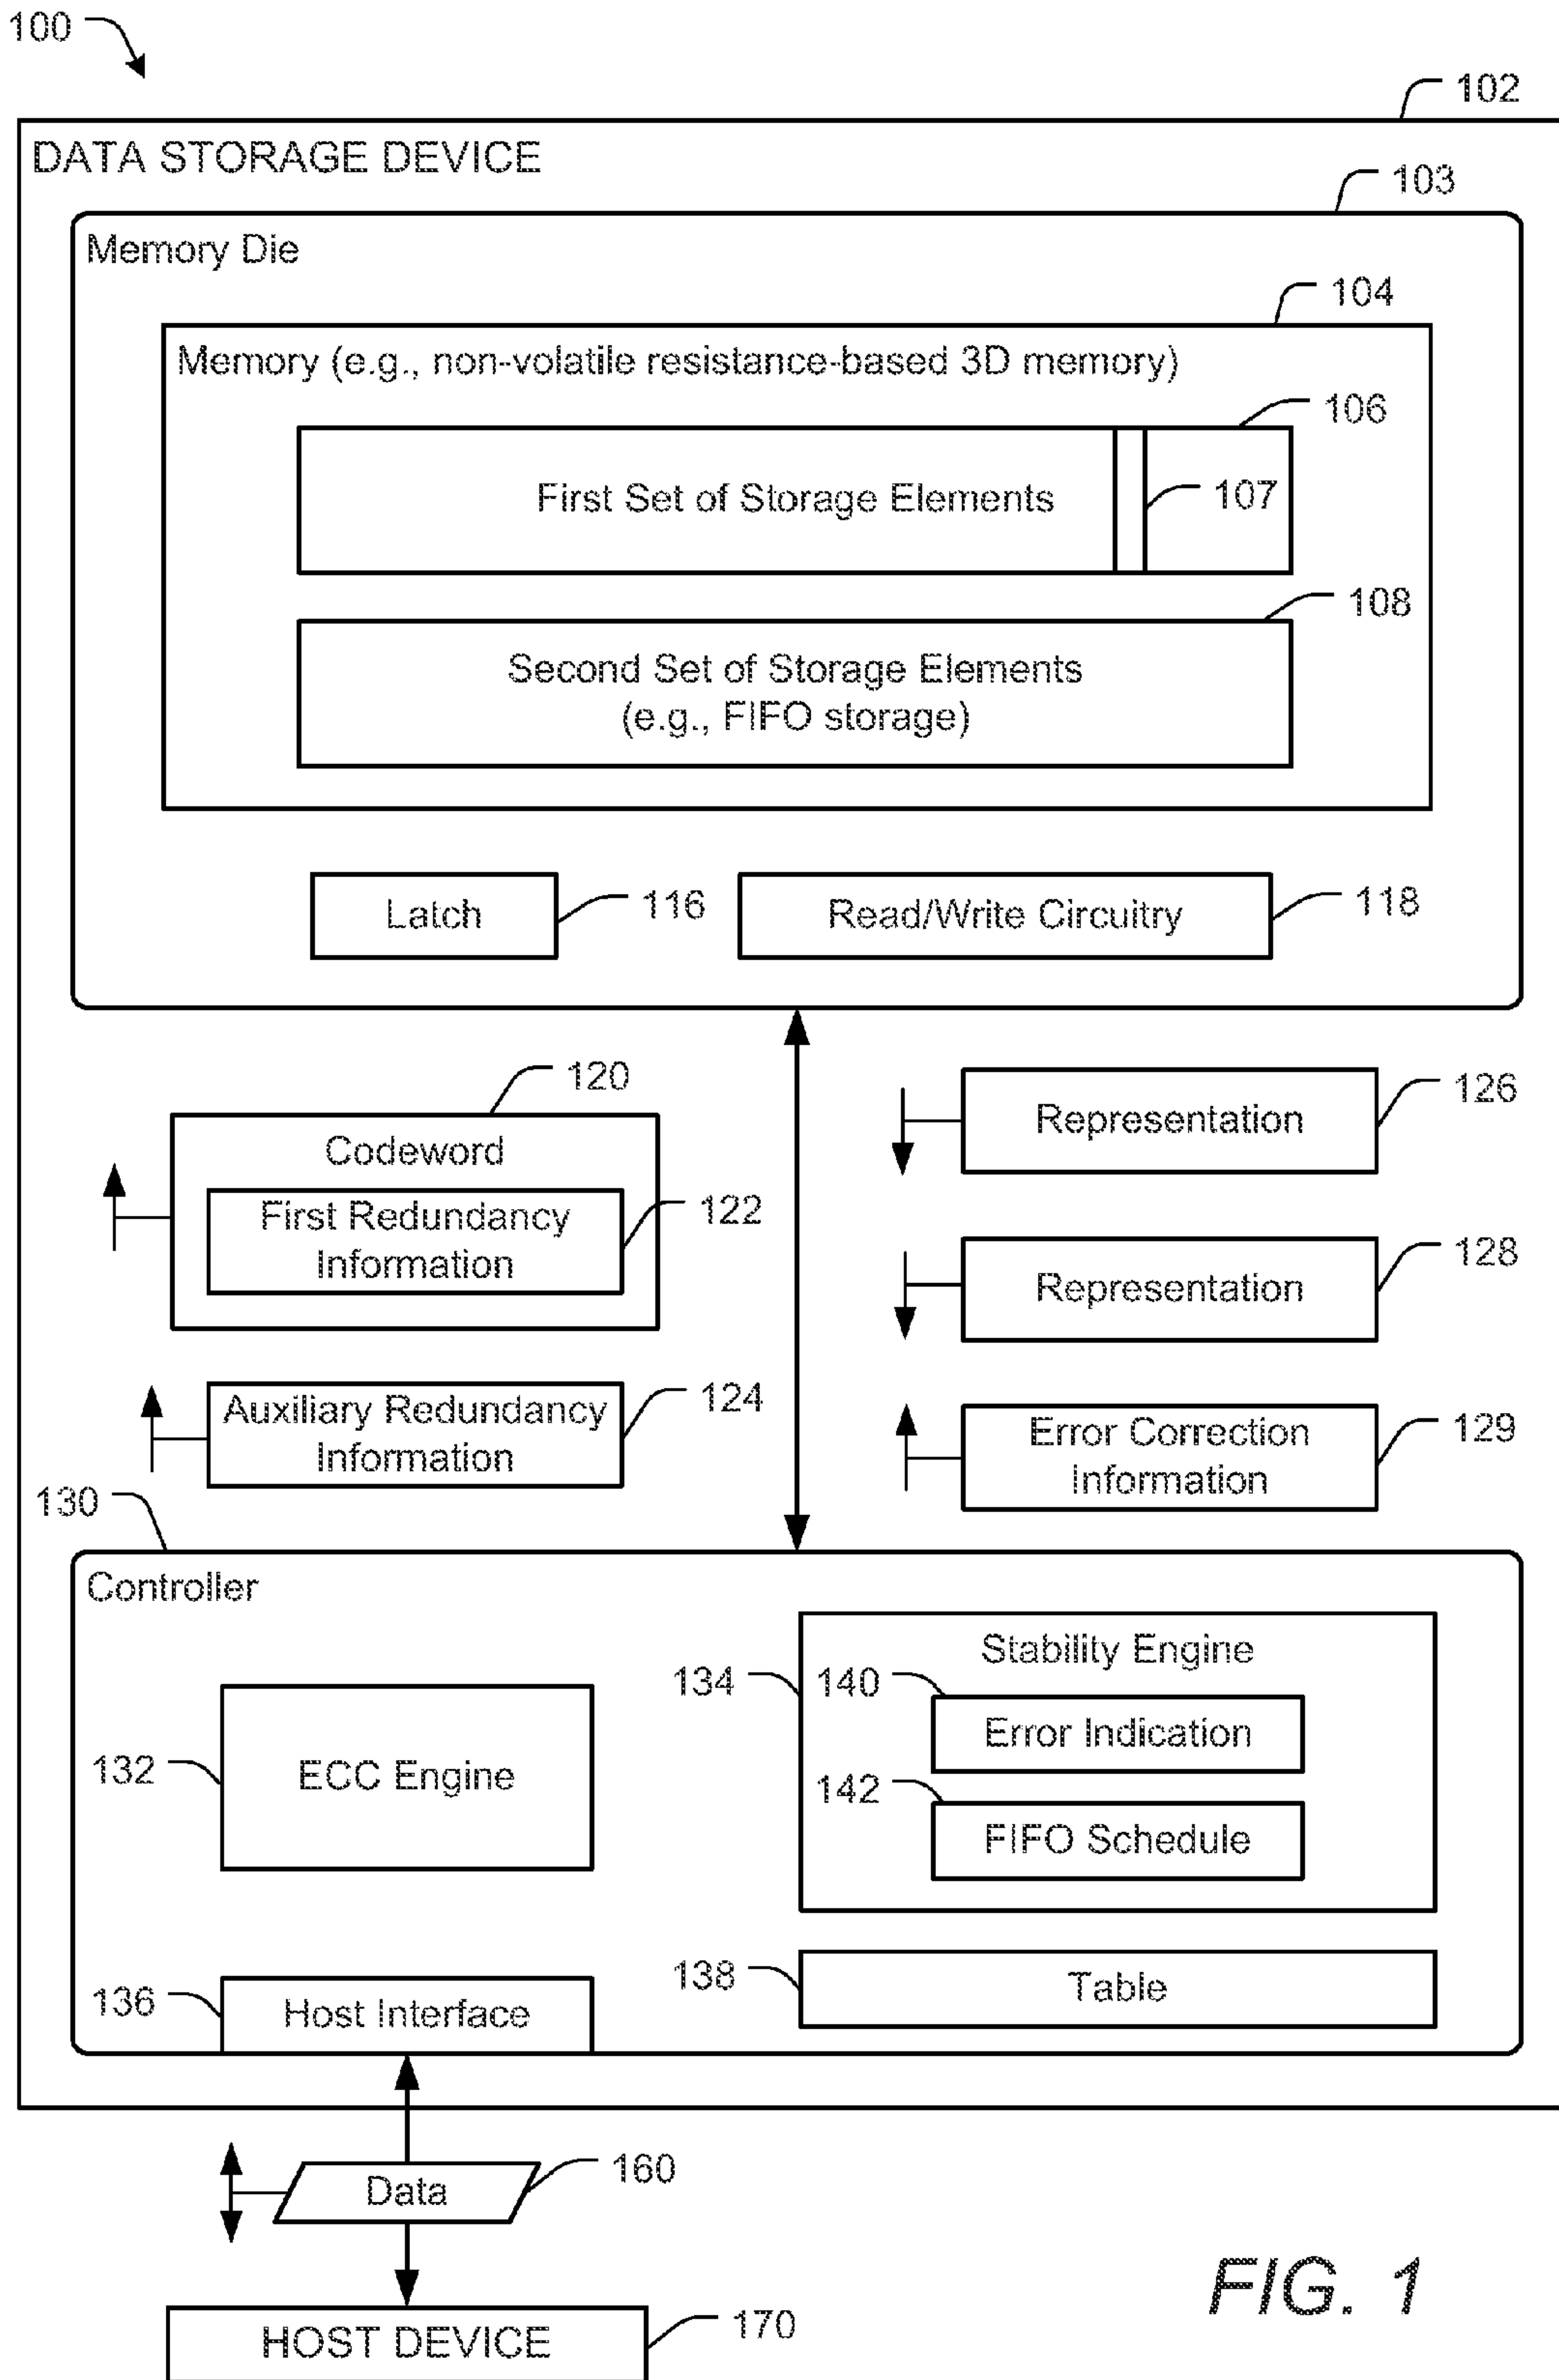 100
102
DATA STORAGE DEVICE
103
Memory Die
104
Memory (e.g., non-volatile resistance-based 3D memory)
106
First Set of Storage Elements
107
108
Second Set of Storage Elements
(e.g., FIFO storage)
Latch
116
Read/Write Circuitry
118
120
Codeword
First Redundancy
Information
122
Auxiliary Redundancy
Information
124
Representation
126
Representation
128
Error Correction
Information
129
130
Controller
132
ECC Engine
134
Stability Engine
140
Error Indication
142
FIFO Schedule
136
Host Interface
138
Table
Data
160
HOST DEVICE
170
FIG. 1